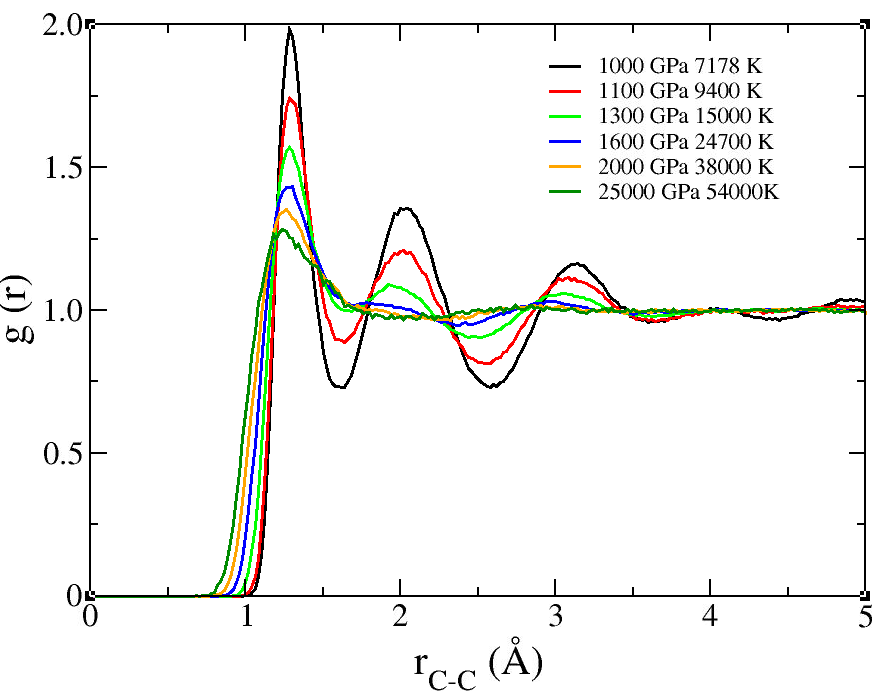 2.0
1.5
1.0
0.5
0
g (r)
1000 GPa 7178 K
1100 GPa 9400 K
1300 GPa 15000 K
1600 GPa 24700 K
2000 GPa 38000 K
25000 GPa 54000K
0 1 2 3 4 5
r_C-C (Å)